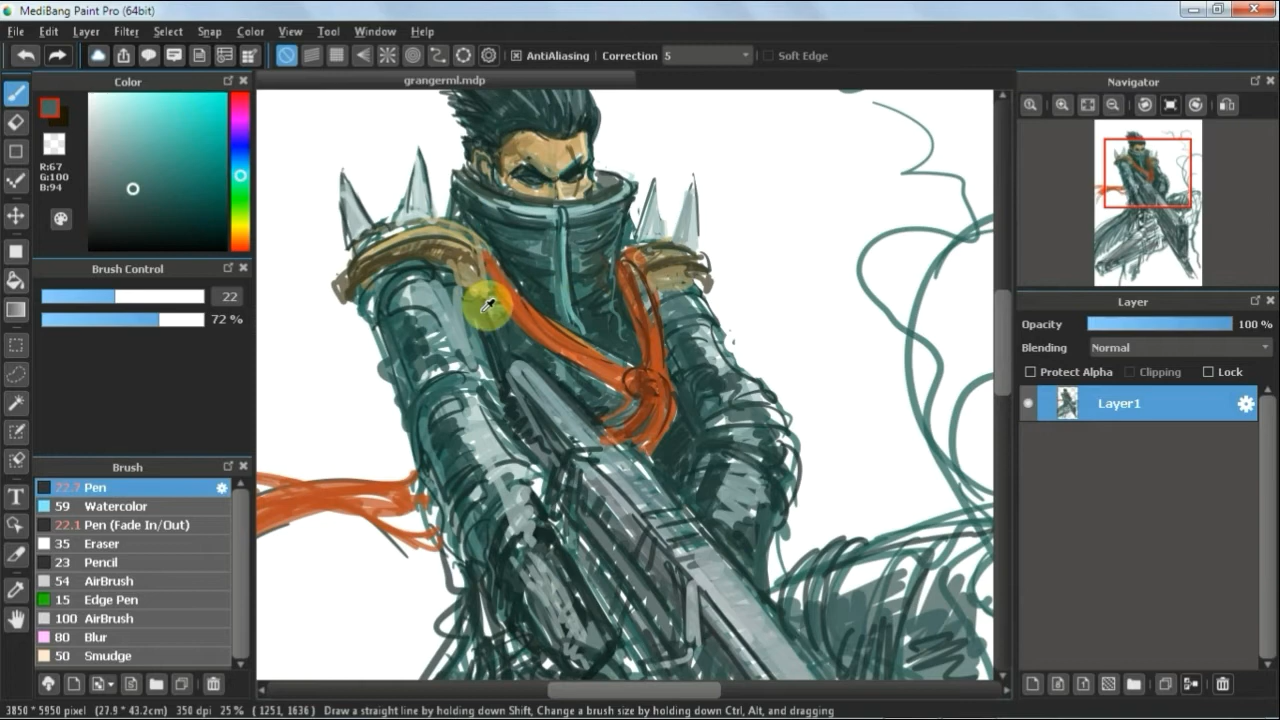 MediBang Paint Pro (64bit)
File Edit Layer Filter Select Snap Color View Tool Window Help
AntiAliasing Correction 5 Soft Edge
Color
R:67
G:100
B:94
Brush Control
22
72 %
Brush
22.7 Pen
59 Watercolor
22.1 Pen (Fade In/Out)
35 Eraser
23 Pencil
54 AirBrush
15 Edge Pen
100 AirBrush
80 Blur
50 Smudge
grangerml.mdp
Navigator
Layer
Opacity 100 %
Blending Normal
Protect Alpha Clipping Lock
Layer1
3850 * 5950 pixel (27.9 * 43.2cm) 350 dpi 25 % ( 1251, 1636 ) Draw a straight line by holding down Shift, Change a brush size by holding down Ctrl, Alt, and dragging